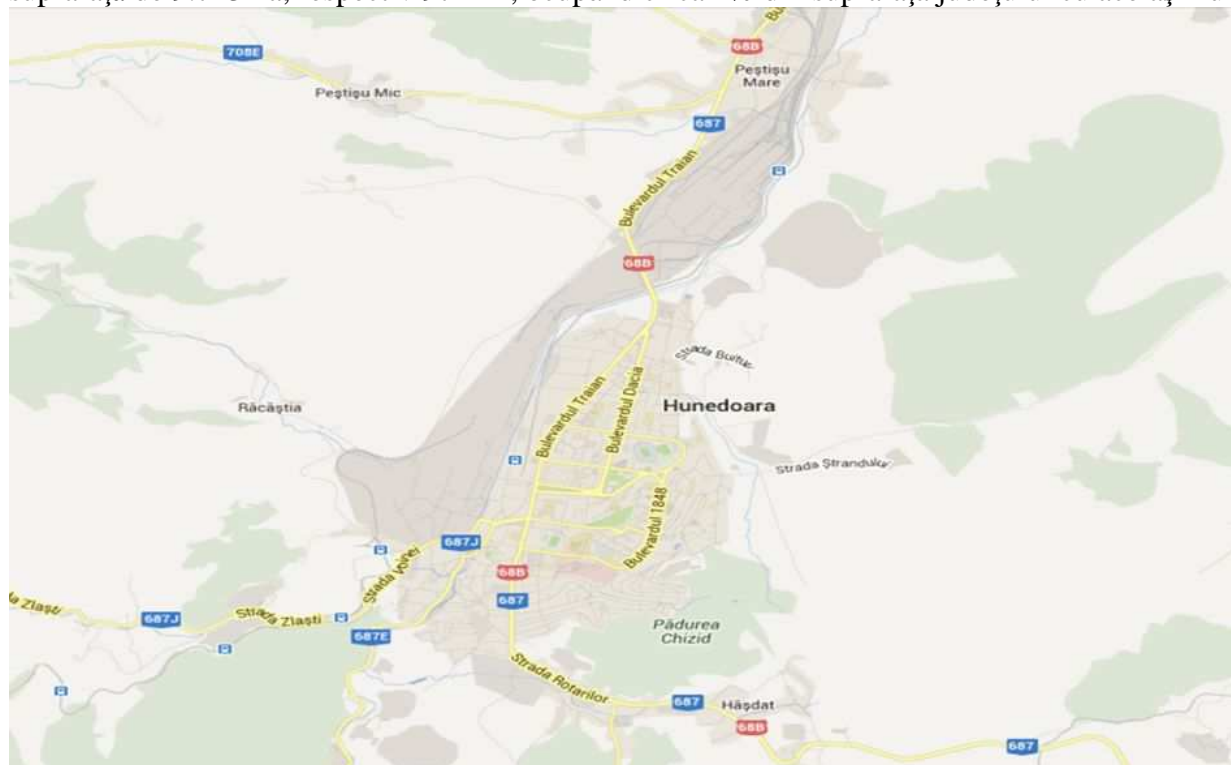 68B
708E
Peștișu Mare
Peștișu Mic
687
Bulevardul Traian
68B
Strada Buituri
Bulevardul Dacia
Bulevardul Traian
Hunedoara
Răcăștia
Strada Ștrandului
Bulevardul 1848
687J
Strada Voinei
68B
687
Zlaști
687J
Strada Zlaști
687E
Pădurea Chizid
Strada Rotarilor
687
Hășdat
68B
687